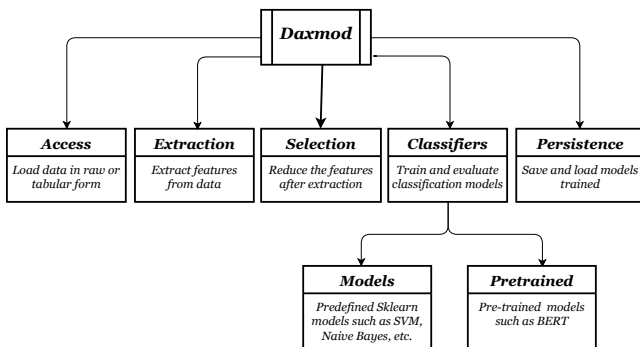 Daxmod
Access
Load data in raw or
tabular form
Extraction
Extract features
from data
Selection
Reduce the features
after extraction
Classifiers
Train and evaluate
classification models
Persistence
Save and load models
trained
Models
Predefined Sklearn
models such as SVM,
Naive Bayes, etc.
Pretrained
Pre-trained models
such as BERT